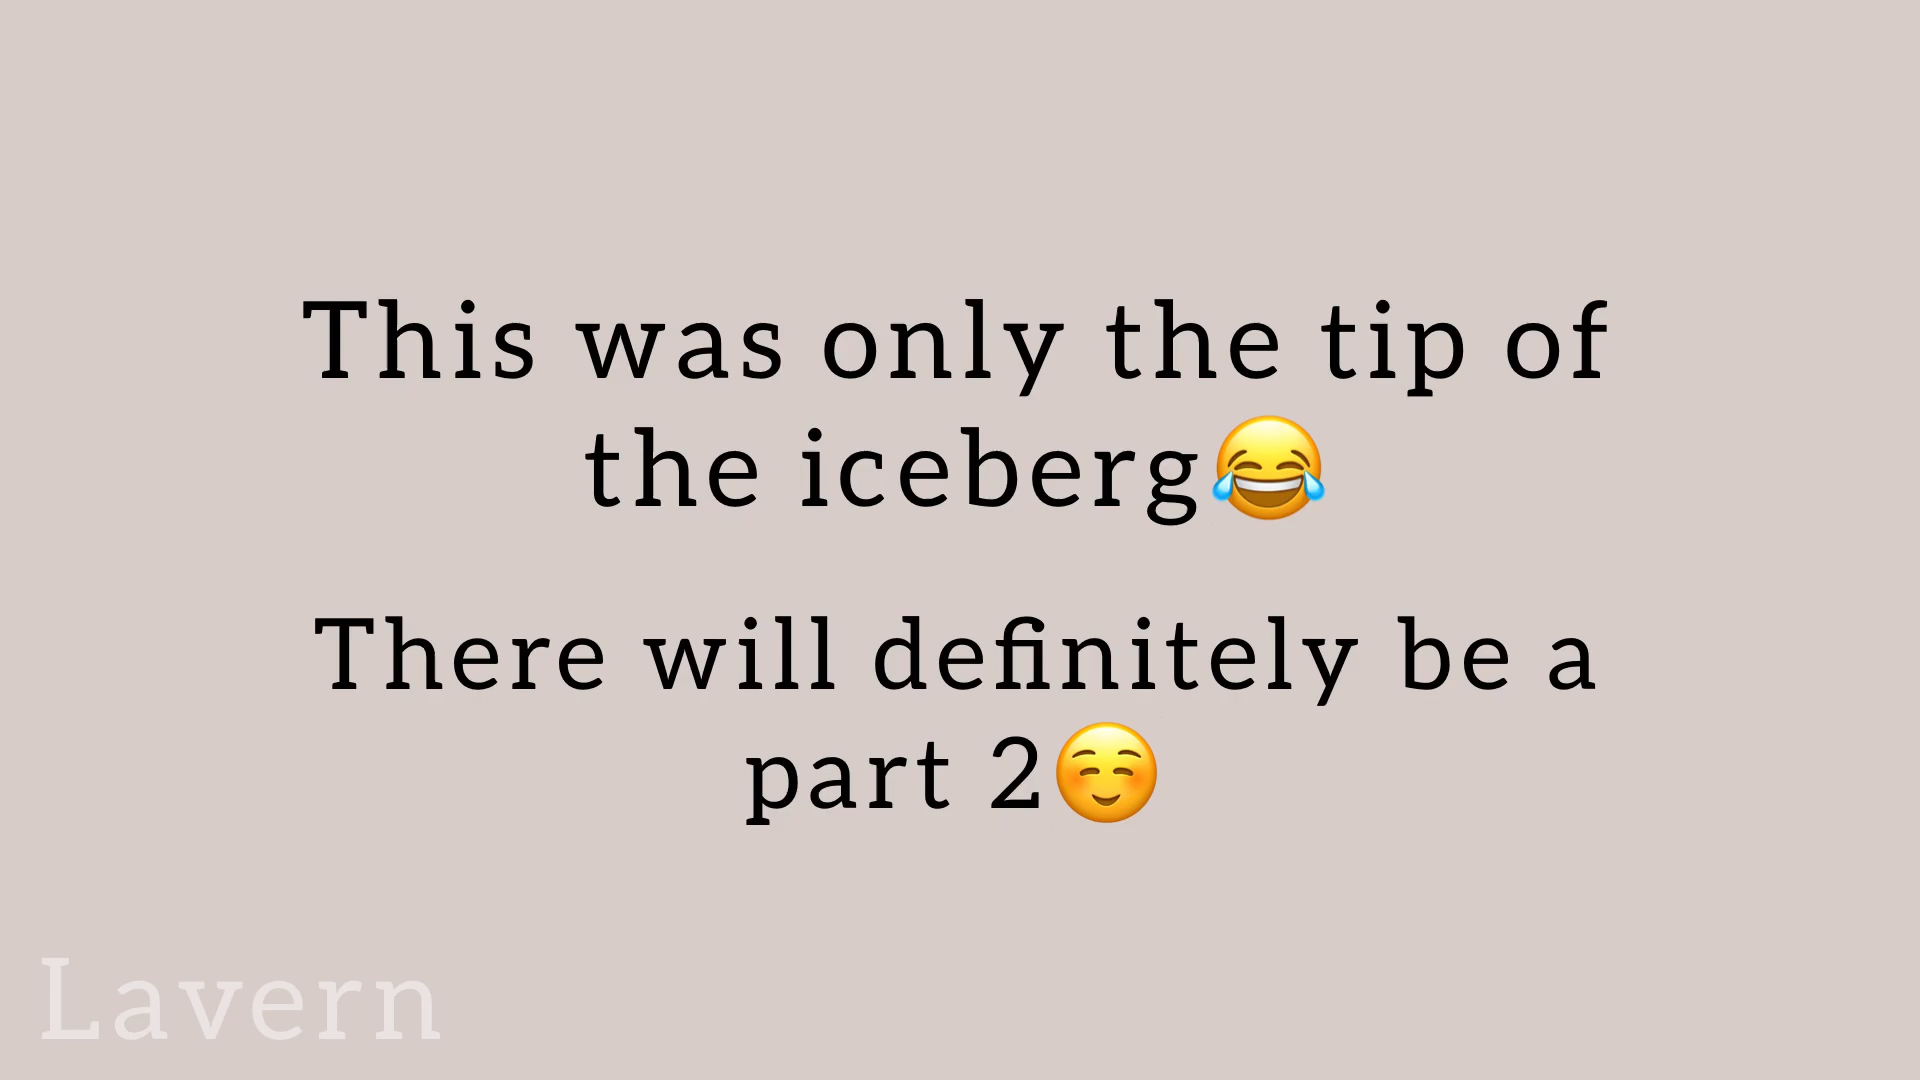 This was only the tip of
the iceberg😂
There will definitely be a
part 2☺️
Lavern